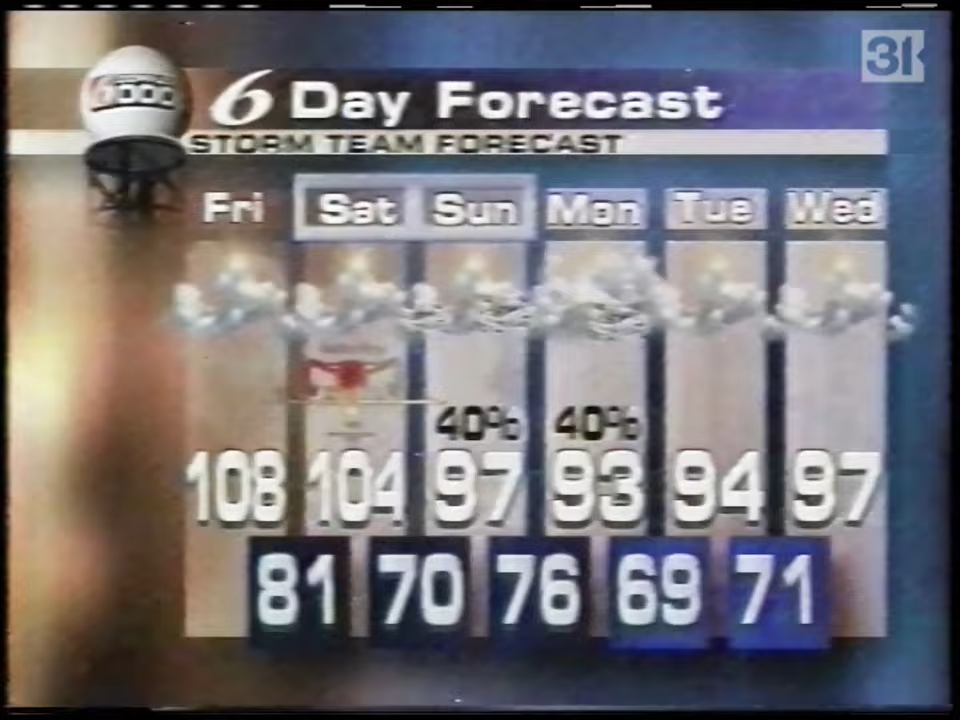 31
6000
6 Day Forecast
STORM TEAM FORECAST
Fri Sat Sun Mon Tue Wed
40% 40%
108 104 97 93 94 97
81 70 76 69 71